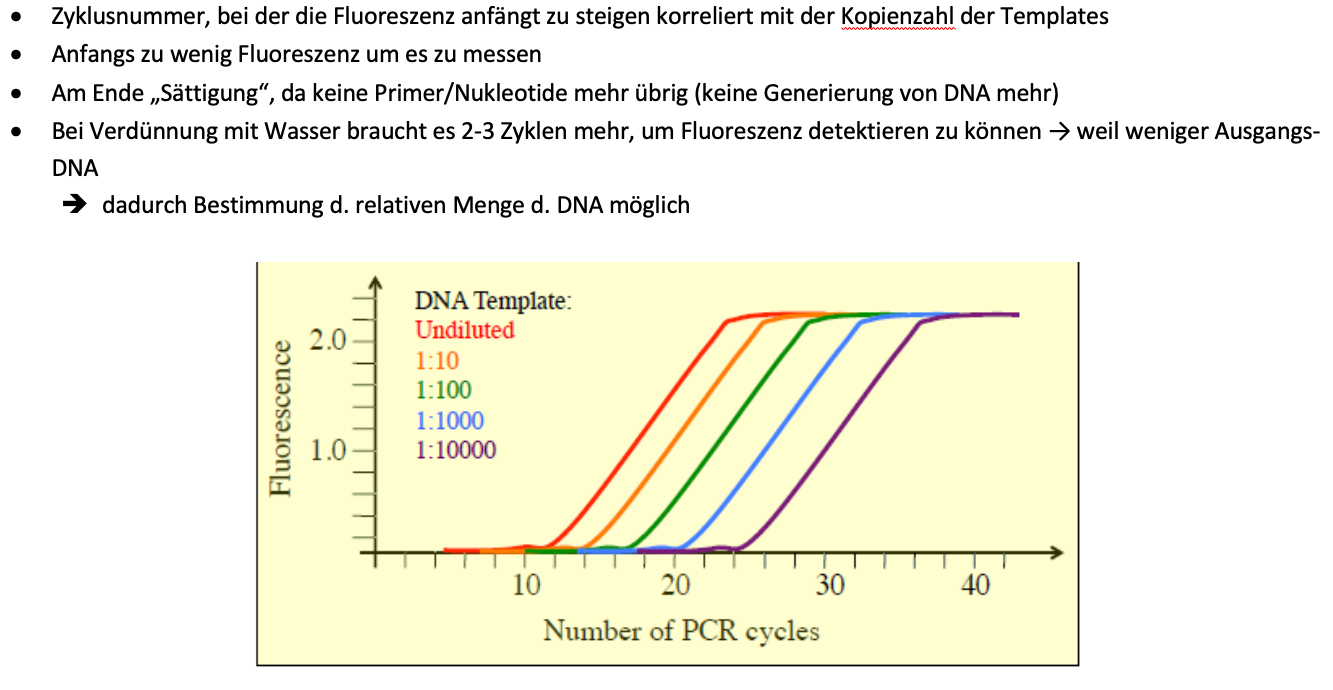 • Zyklusnummer, bei der die Fluoreszenz anfängt zu steigen korreliert mit der Kopienzahl der Templates
• Anfangs zu wenig Fluoreszenz um es zu messen
• Am Ende „Sättigung“, da keine Primer/Nukleotide mehr übrig (keine Generierung von DNA mehr)
• Bei Verdünnung mit Wasser braucht es 2-3 Zyklen mehr, um Fluoreszenz detektieren zu können → weil weniger Ausgangs-
DNA
➔ dadurch Bestimmung d. relativen Menge d. DNA möglich
DNA Template:
Undiluted
1:10
1:100
1:1000
1:10000
Fluorescence
2.0
1.0
10 20 30 40
Number of PCR cycles